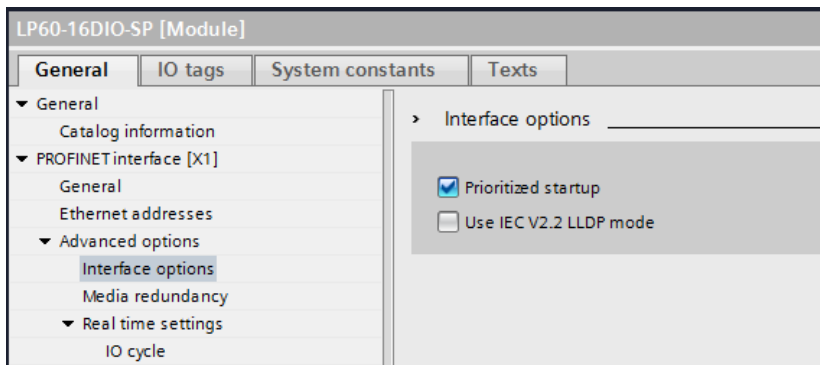 LP60-16DIO-SP [Module]
General IO tags System constants Texts
General
Catalog information
PROFINET interface [X1]
General
Ethernet addresses
Advanced options
Interface options
Media redundancy
Real time settings
IO cycle
Interface options
Prioritized startup
Use IEC V2.2 LLDP mode